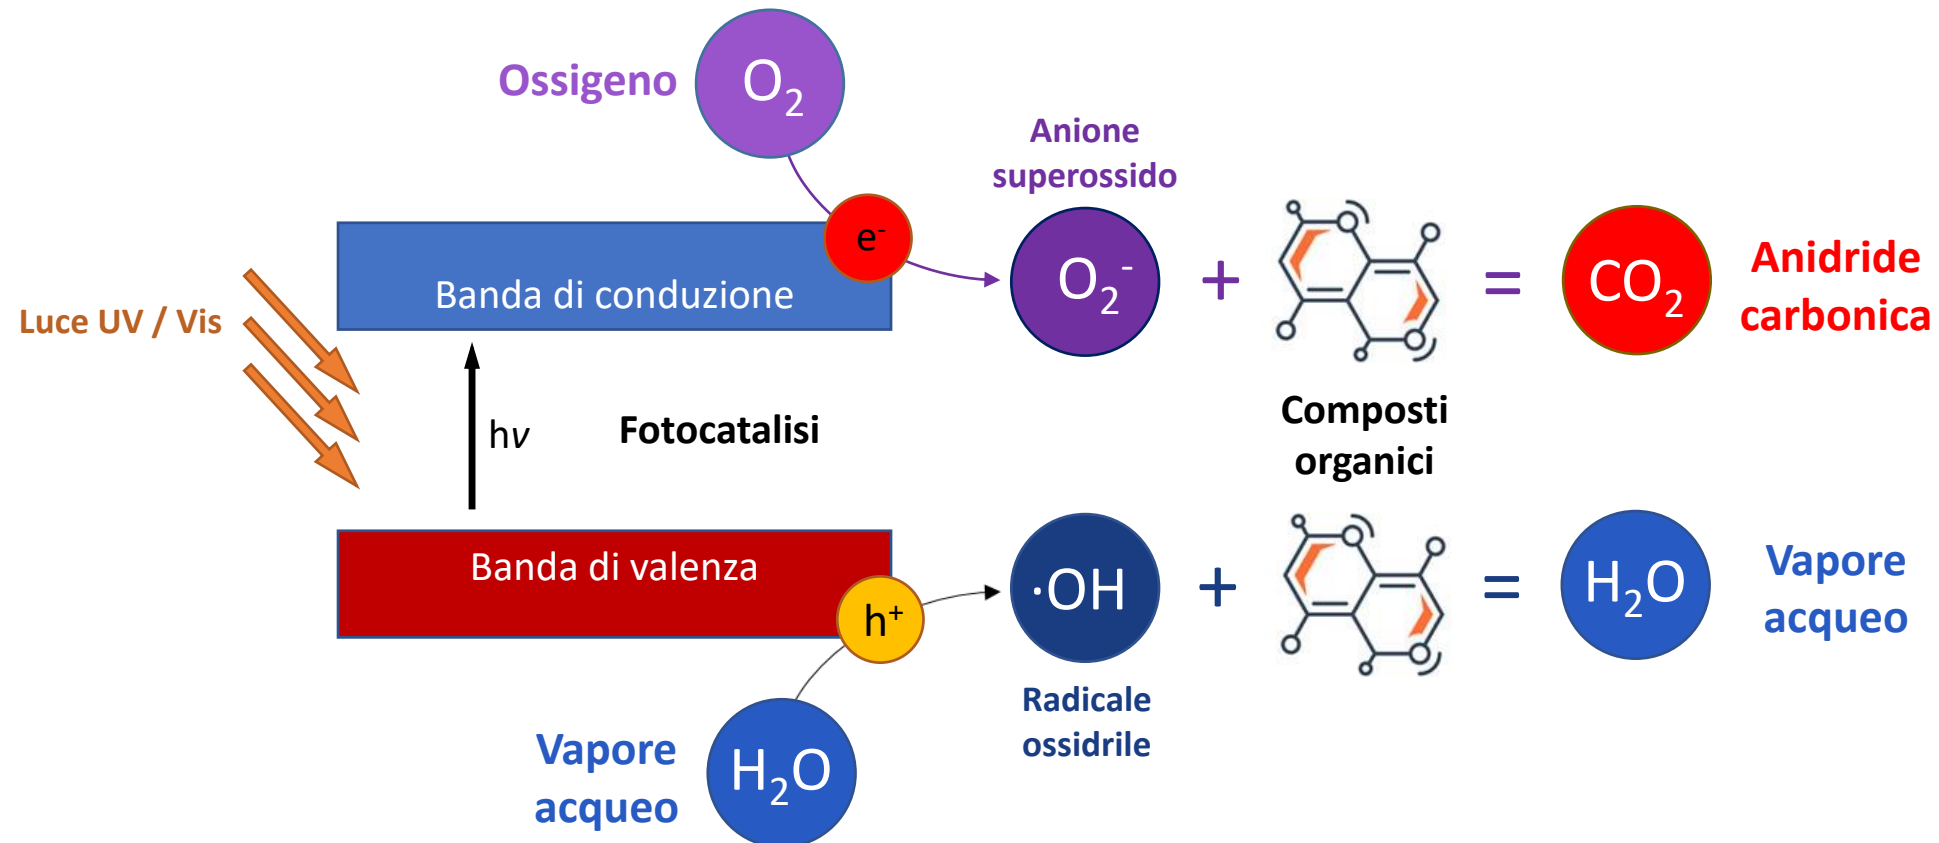 Ossigeno
O₂
Anione
superossido
e⁻
Banda di conduzione
O₂⁻
+
=
CO₂
Anidride
carbonica
Luce UV / Vis
hν
Fotocatalisi
Composti
organici
Banda di valenza
h⁺
·OH
+
=
H₂O
Vapore
acqueo
Radicale
ossidrile
Vapore
acqueo
H₂O